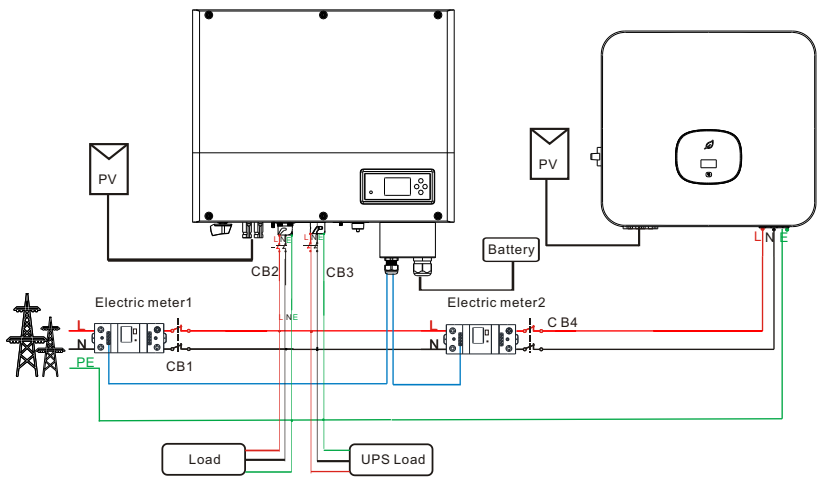 PV
PV
L N E
L N E
L N E
CB2
CB3
Battery
L N E
Electric meter1
Electric meter2
L
L
C B4
N
N
PE
CB1
Load
UPS Load